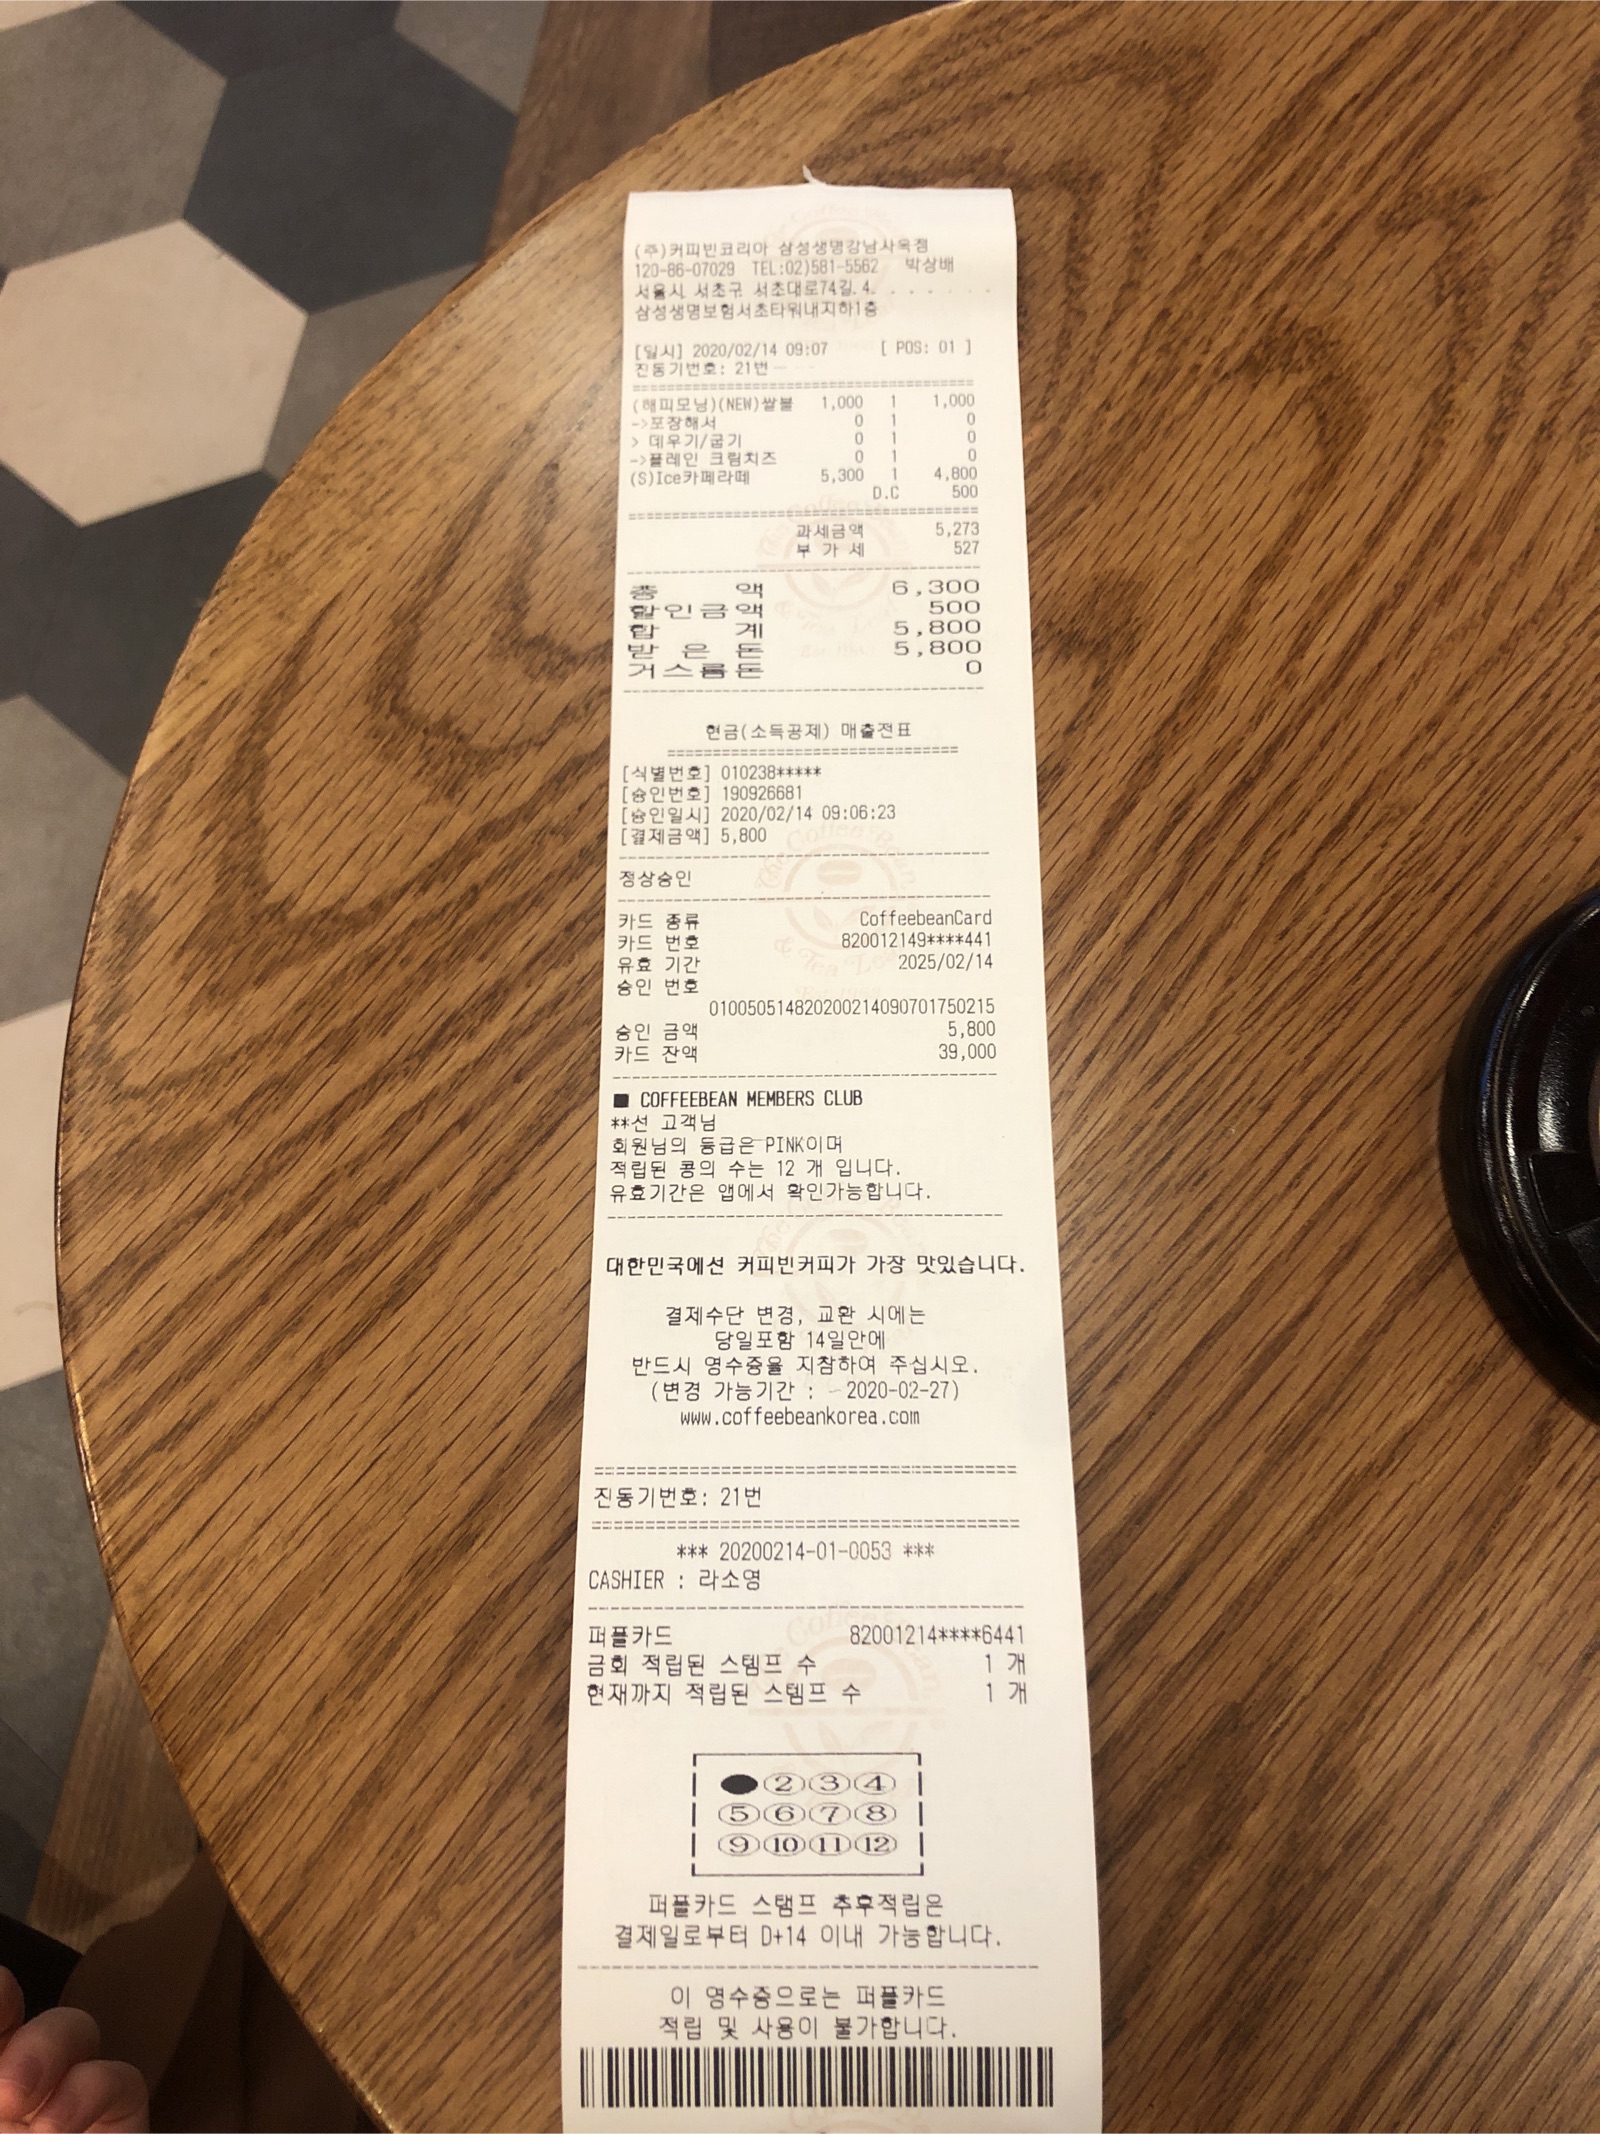 (주)커피빈코리아 삼성생명강남사옥점
120-86-07029 TEL:02)581-5562 박상배
서울시 서초구 서초대로74길 4. . . . . . . .
삼성생명보험서초타워내지하1층
[일시] 2020/02/14 09:07 [ POS: 01 ]
진동기번호: 21번
(해피모닝)(NEW)쌀불 1,000 1 1,000
->포장해서 0 1 0
> 데우기/굽기 0 1 0
->플레인 크림치즈 0 1 0
(S)Ice카페라떼 5,300 1 4,800
D.C 500
과세금액 5,273
부 가 세 527
총 액 6,300
할인금액 500
합 계 5,800
받 은 돈 5,800
거스름돈 0
현금(소득공제) 매출전표
[식별번호] 010238*****
[승인번호] 190926681
[승인일시] 2020/02/14 09:06:23
[결제금액] 5,800
정상승인
카드 종류 CoffeebeanCard
카드 번호 820012149****441
유효 기간 2025/02/14
승인 번호
01005051482020021409070175​0215
승인 금액 5,800
카드 잔액 39,000
■ COFFEEBEAN MEMBERS CLUB
**선 고객님
회원님의 등급은 PINK이며
적립된 콩의 수는 12 개 입니다.
유효기간은 앱에서 확인가능합니다.
대한민국에선 커피빈커피가 가장 맛있습니다.
결제수단 변경, 교환 시에는
당일포함 14일안에
반드시 영수증을 지참하여 주십시오.
(변경 가능기간 : ~ 2020-02-27)
www.coffeebeankorea.com
진동기번호: 21번
*** 20200214-01-0053 ***
CASHIER : 라소영
퍼플카드 82001214****6441
금회 적립된 스템프 수 1 개
현재까지 적립된 스템프 수 1 개
② ③ ④
⑤ ⑥ ⑦ ⑧
⑨ ⑩ ⑪ ⑫
퍼플카드 스탬프 추후적립은
결제일로부터 D+14 이내 가능합니다.
이 영수증으로는 퍼플카드
적립 및 사용이 불가합니다.